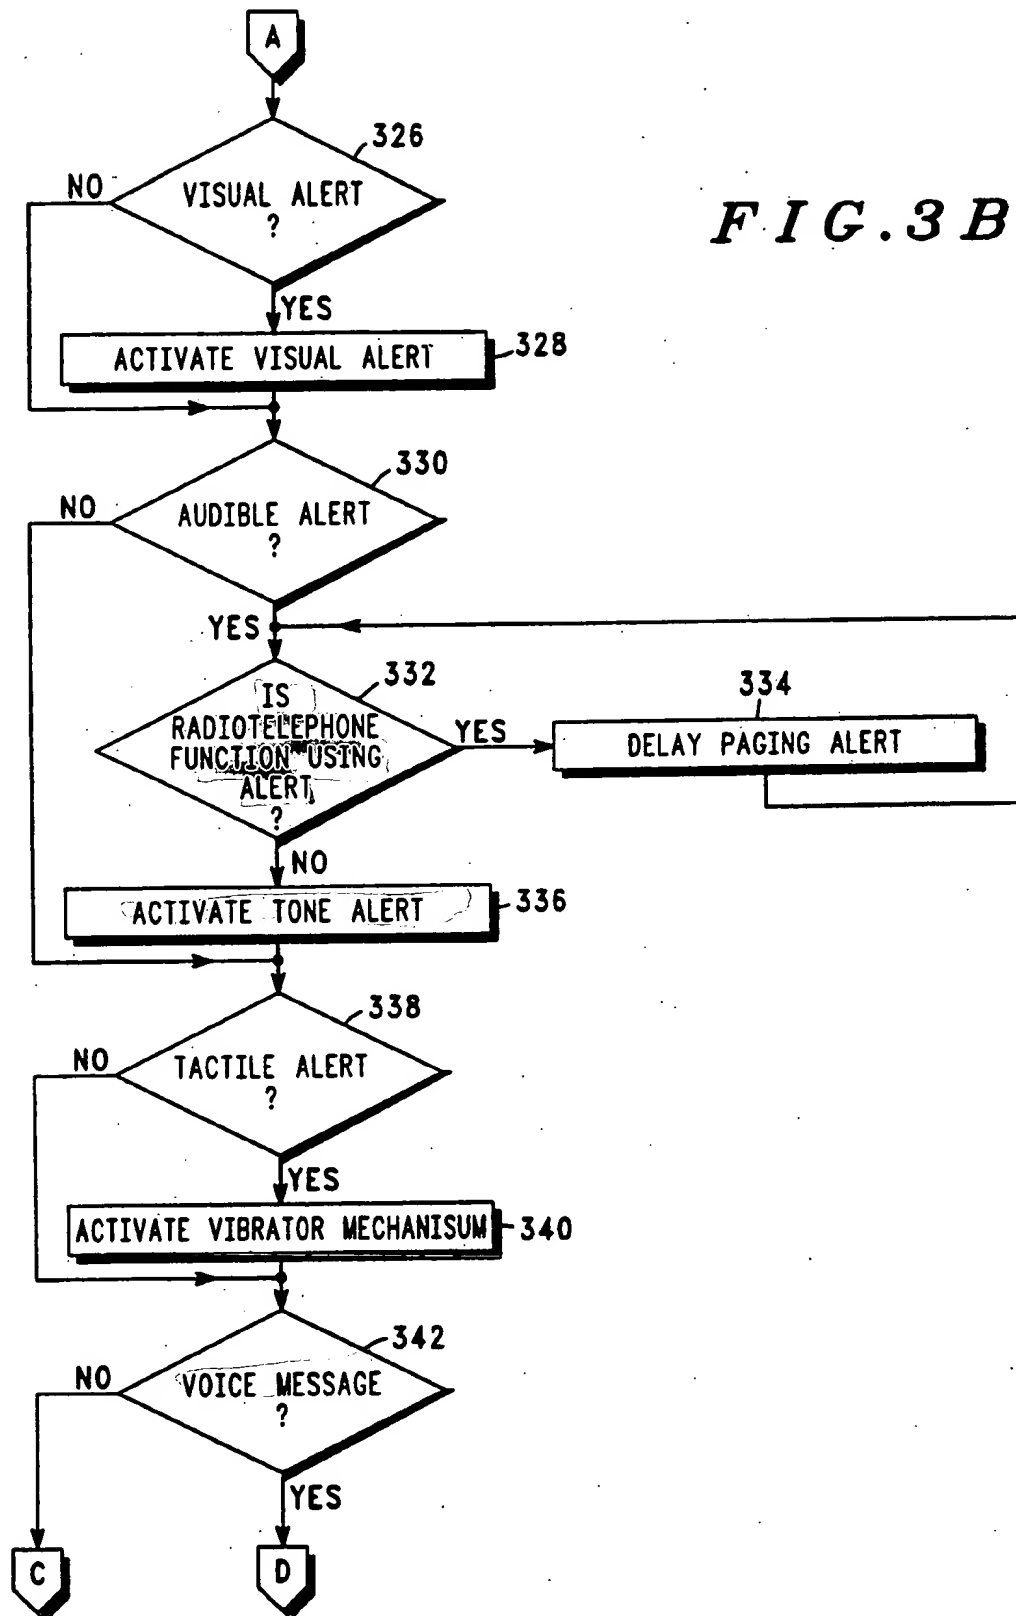 A
326
NO
VISUAL ALERT
?
FIG.3B
YES
ACTIVATE VISUAL ALERT
328
330
NO
AUDIBLE ALERT
?
YES
332
IS
RADIOTELEPHONE
FUNCTION USING
ALERT
?
YES
334
DELAY PAGING ALERT
NO
ACTIVATE TONE ALERT
336
338
NO
TACTILE ALERT
?
YES
ACTIVATE VIBRATOR MECHANISUM
340
342
NO
VOICE MESSAGE
?
YES
C
D